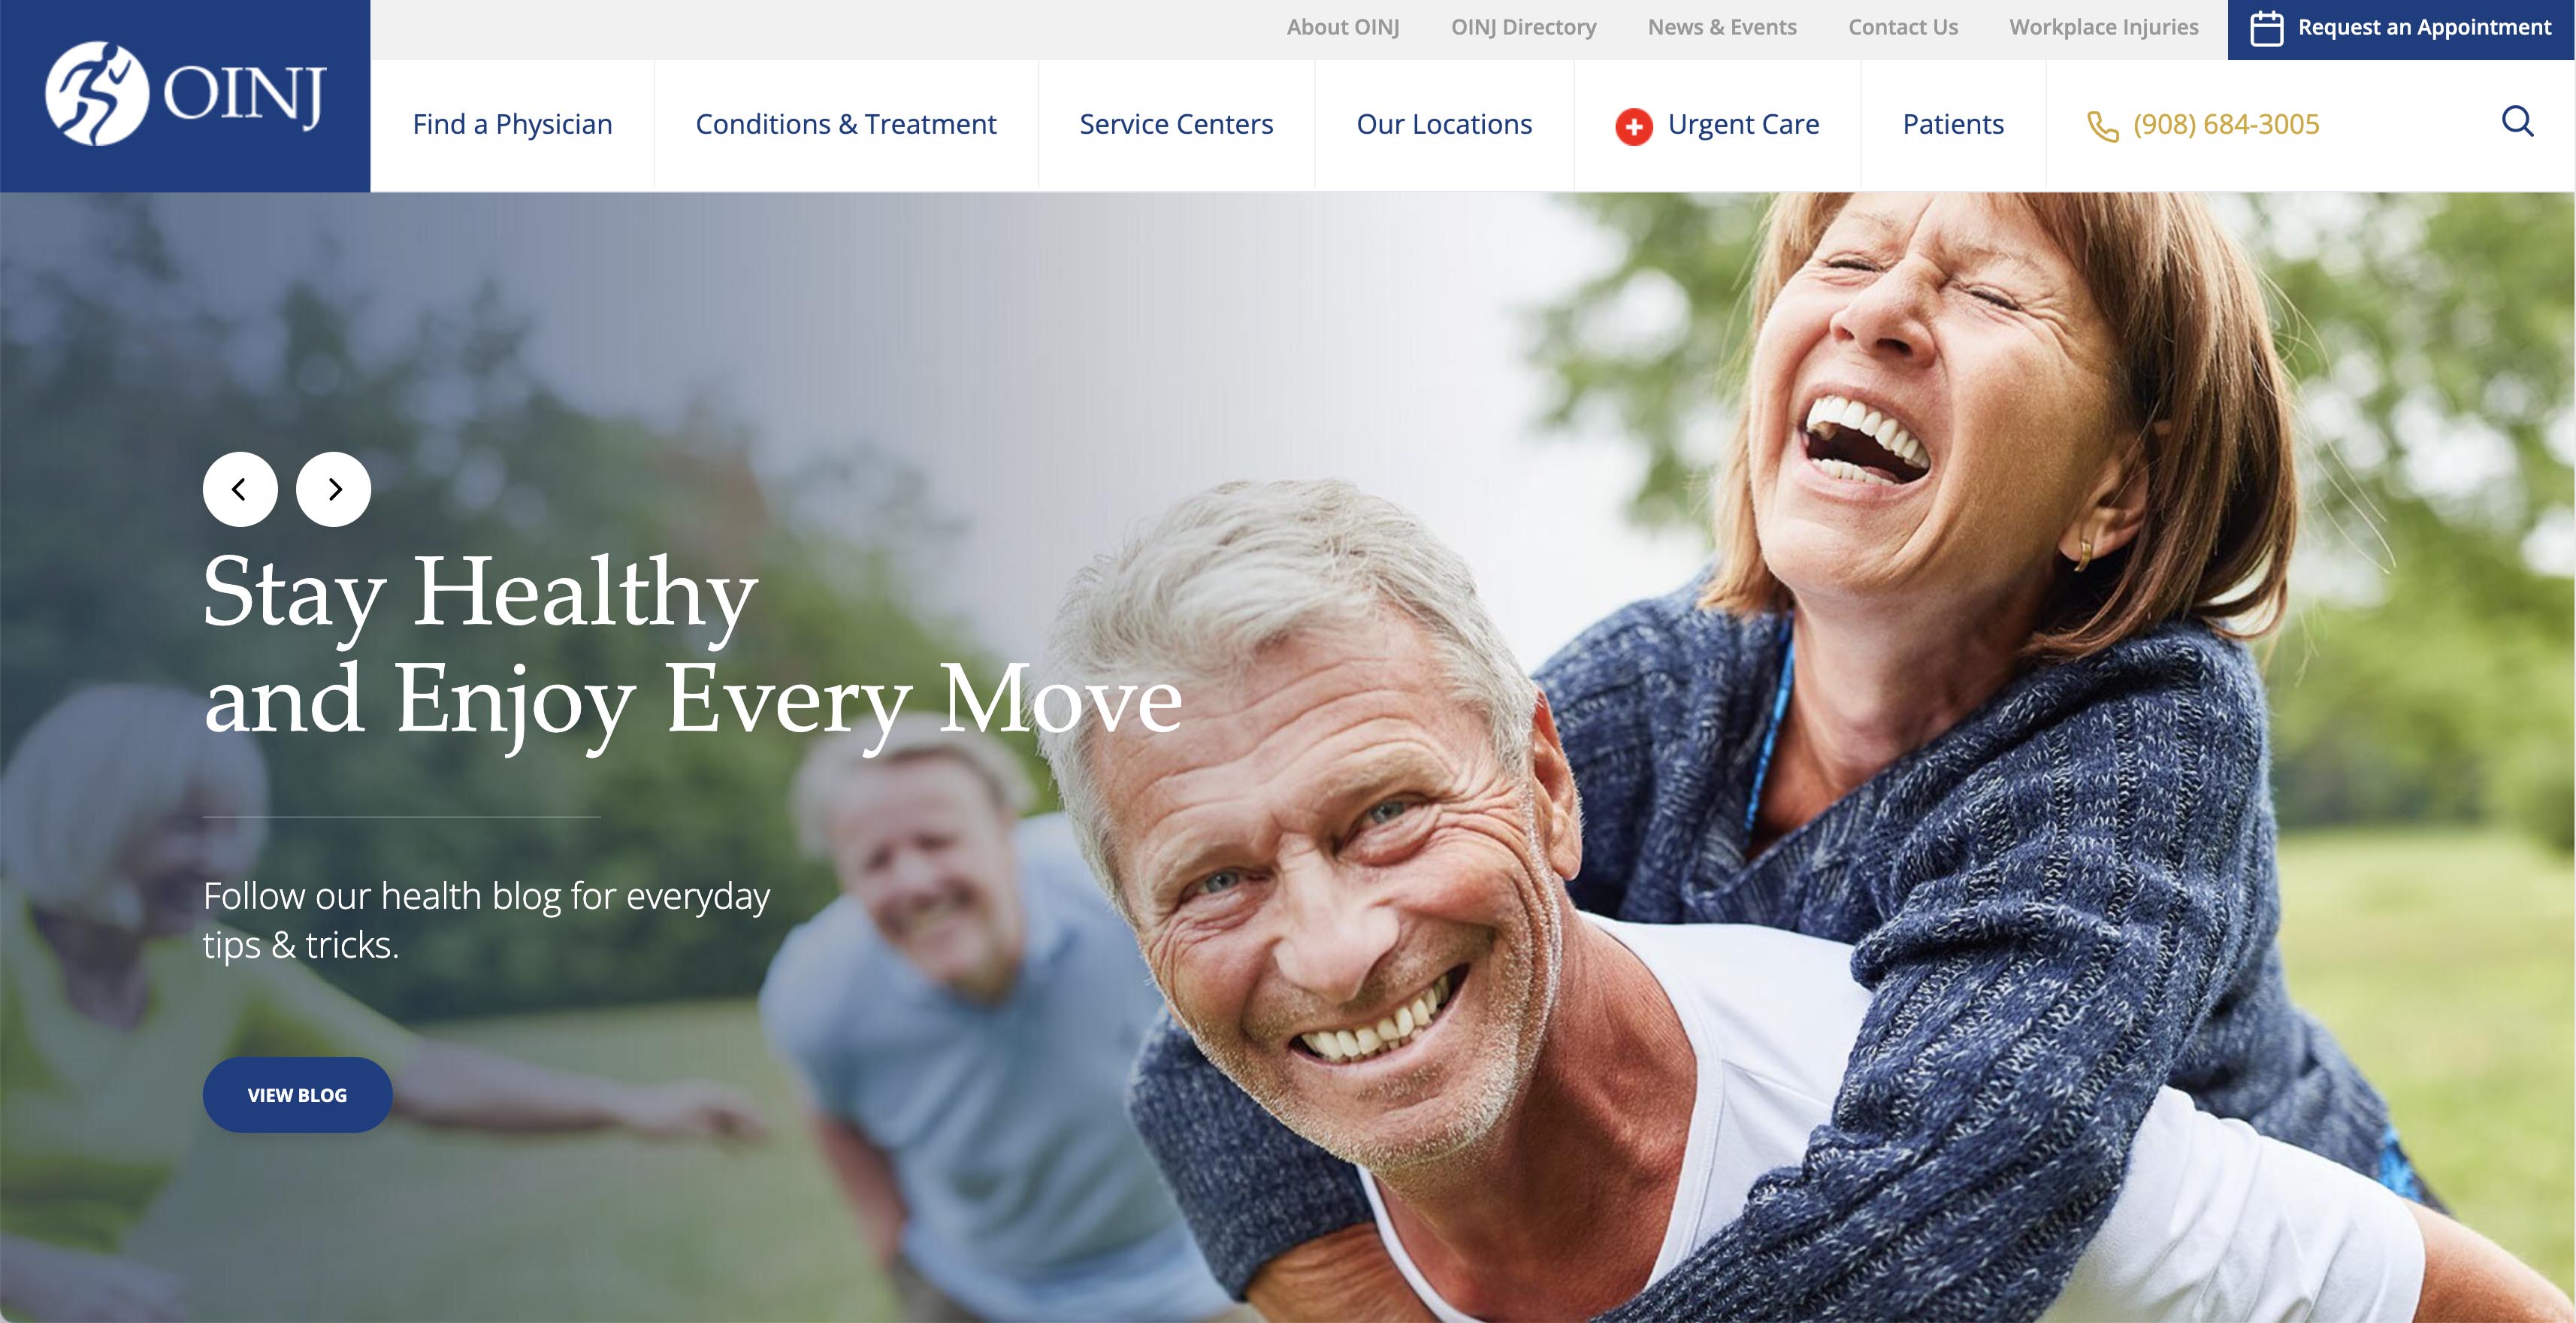 OINJ
About OINJ
OINJ Directory
News & Events
Contact Us
Workplace Injuries
Request an Appointment
Find a Physician
Conditions & Treatment
Service Centers
Our Locations
Urgent Care
Patients
(908) 684-3005
Stay Healthy
and Enjoy Every Move
Follow our health blog for everyday
tips & tricks.
VIEW BLOG